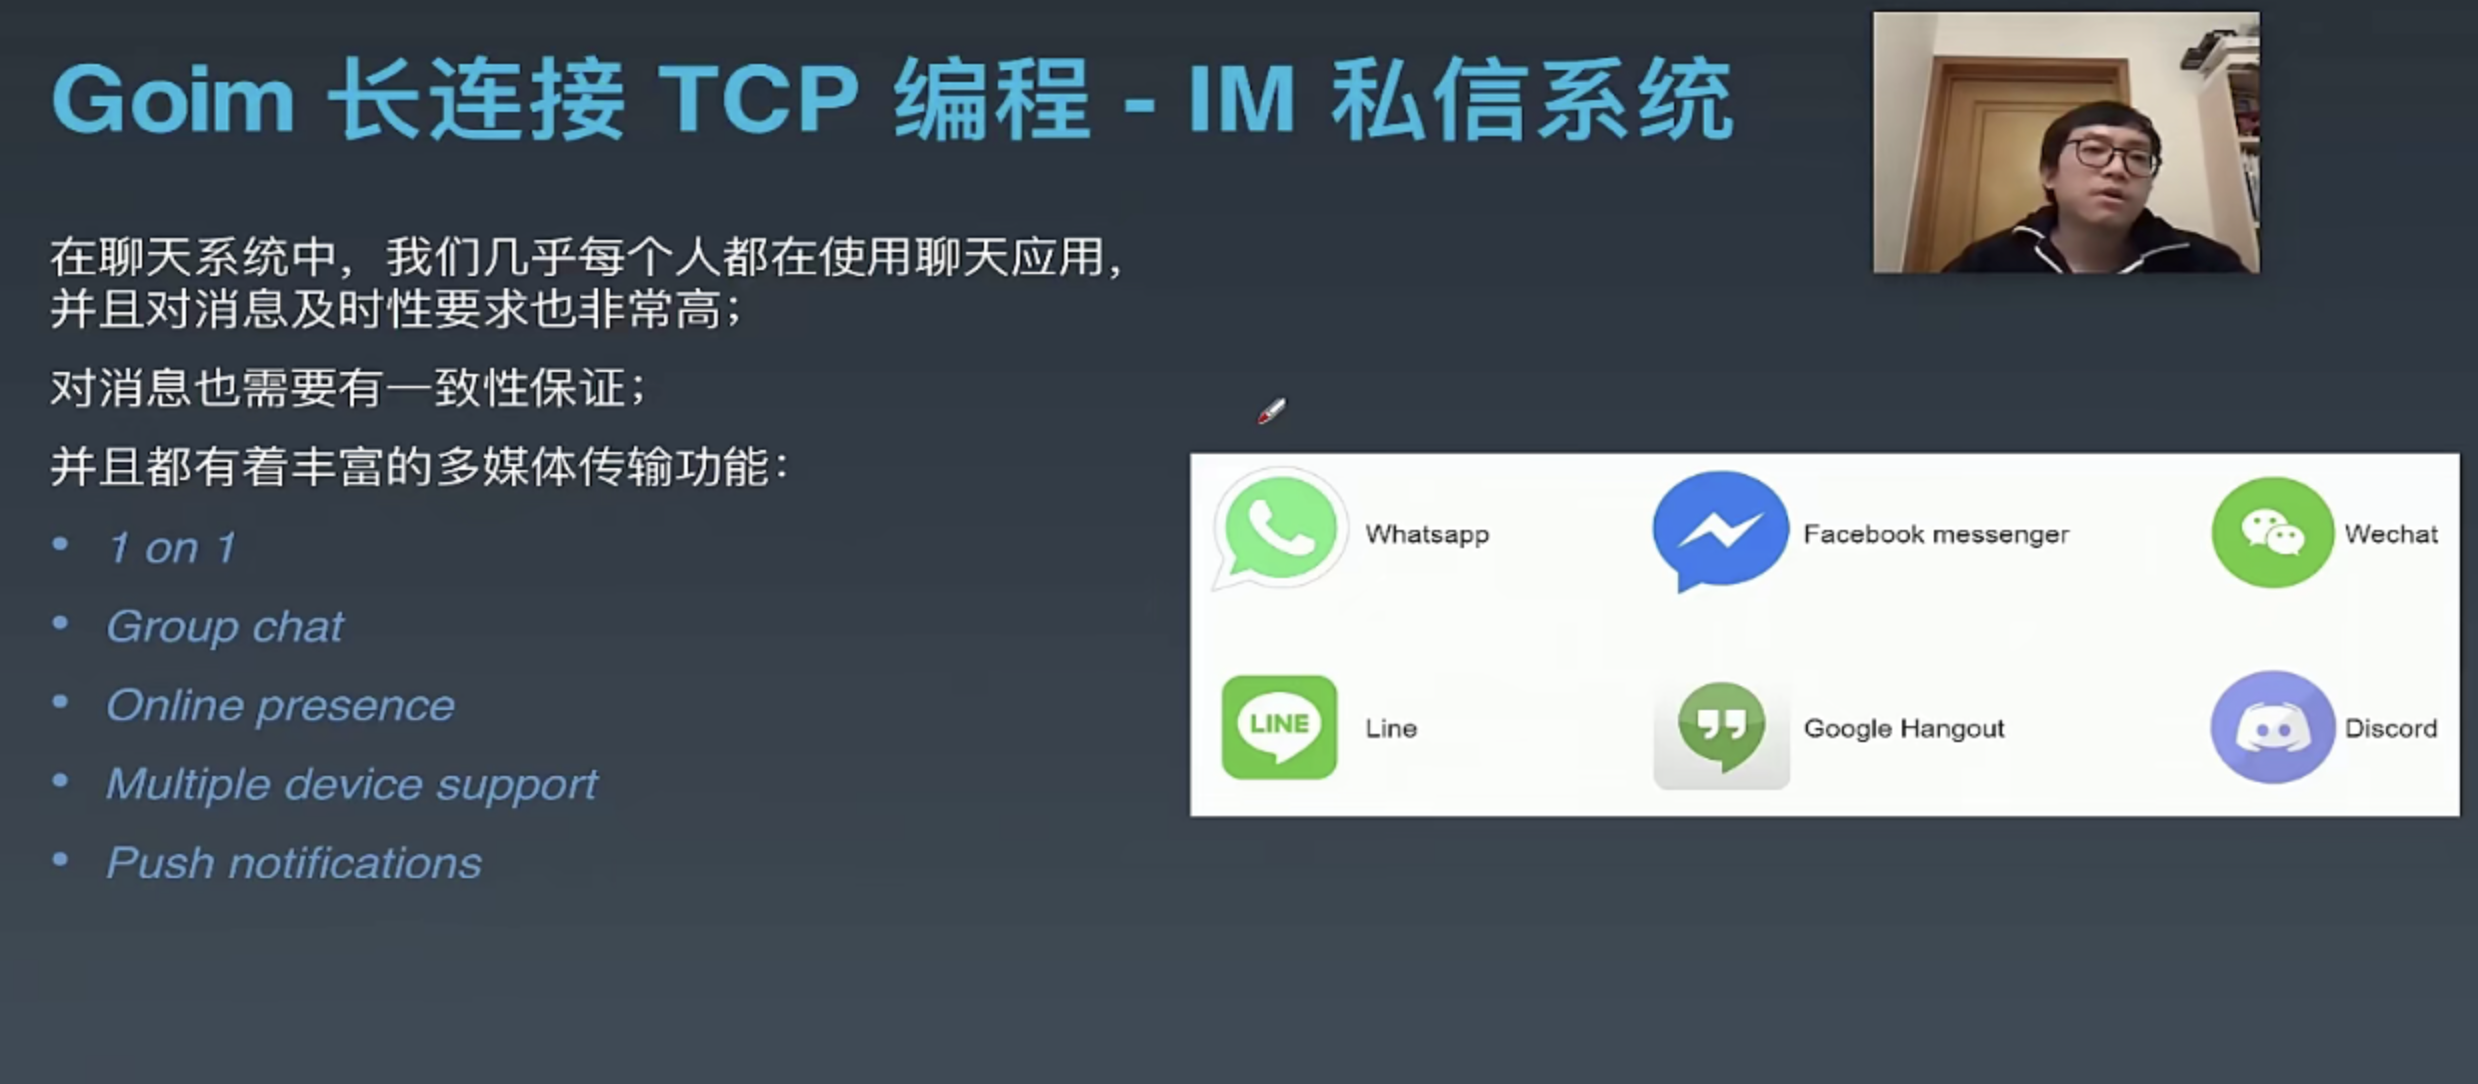 Goim 长连接 TCP 编程 - IM 私信系统
在聊天系统中，我们几乎每个人都在使用聊天应用，
并且对消息及时性要求也非常高；
对消息也需要有一致性保证；
并且都有着丰富的多媒体传输功能：
• 1 on 1
• Group chat
• Online presence
• Multiple device support
• Push notifications
Whatsapp
Facebook messenger
Wechat
LINE
Line
Google Hangout
Discord